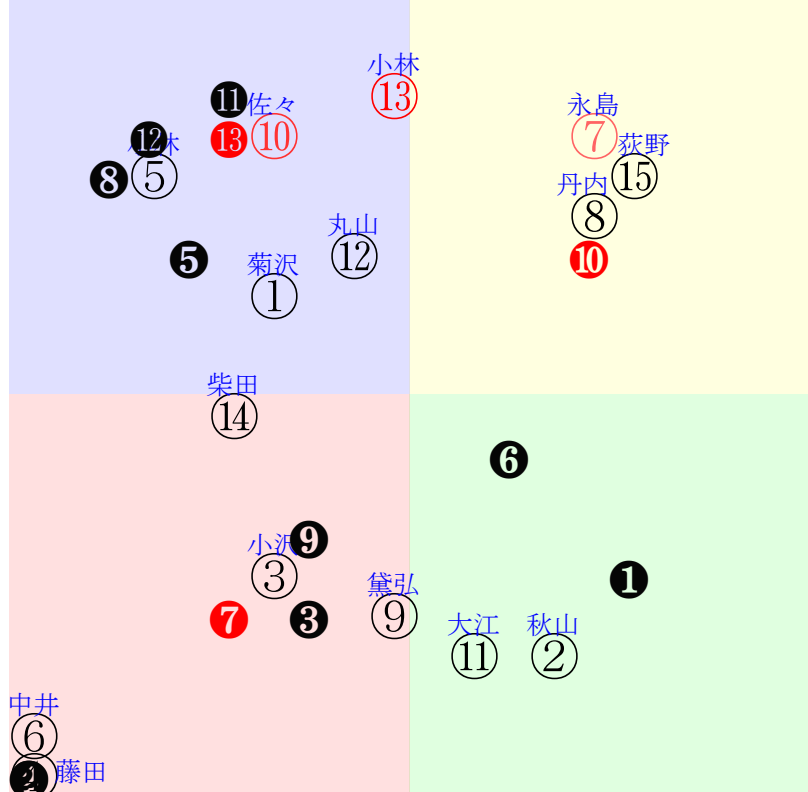 小林
⑬
⓫
佐々
⓭
⑩
永島
⑦
⓬
林
⑤
荻野
⑮
❽
丹内
⑧
丸山
⑫
❺
菊沢
①
❿
柴田
⑭
❻
❾
小沢
③
❶
黛弘
⑨
❼
❸
大江
⑪
秋山
②
中井
⑥
藤田